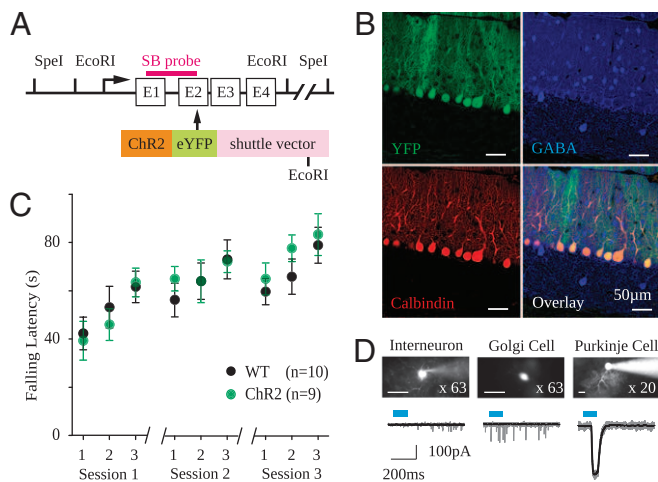 A
SpeI EcoRI SB probe EcoRI SpeI
E1 E2 E3 E4
ChR2 eYFP shuttle vector
EcoRI
B
YFP GABA
Calbindin Overlay 50µm
C
Falling Latency (s)
80
40
0
WT (n=10)
ChR2 (n=9)
1 2 3 1 2 3 1 2 3
Session 1 Session 2 Session 3
D
Interneuron Golgi Cell Purkinje Cell
x 63 x 63 x 20
100pA
200ms